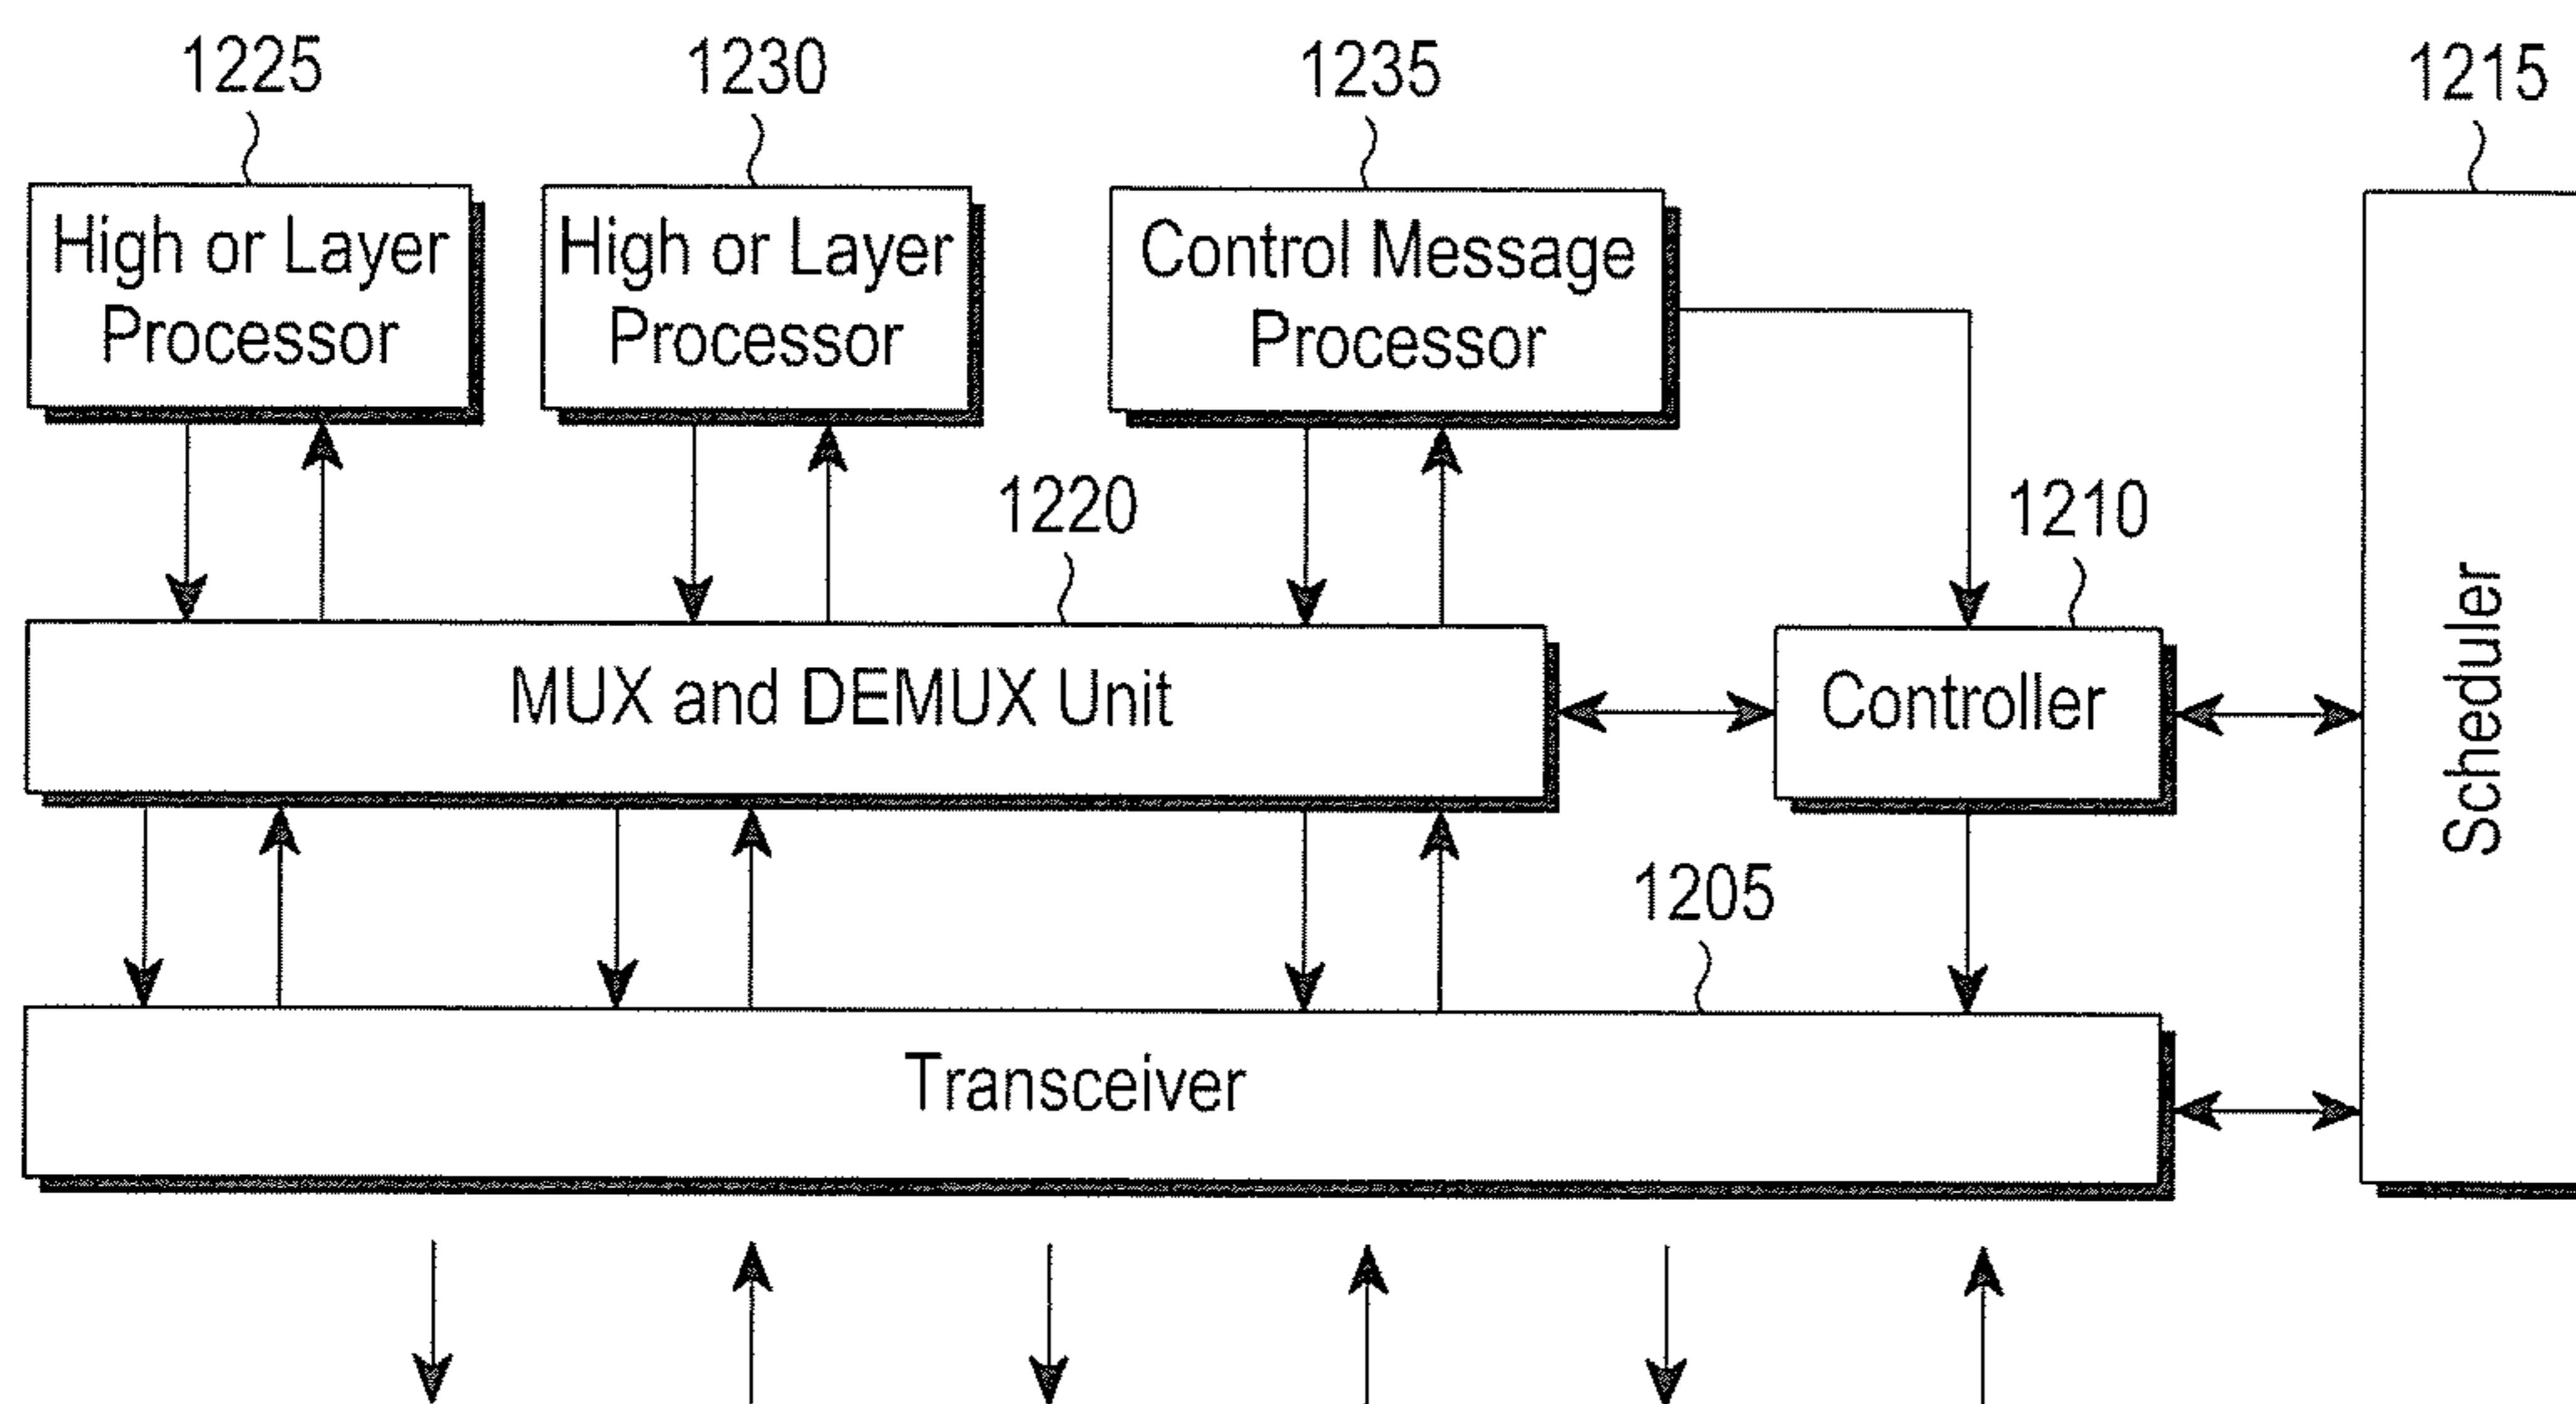 1225
1230
1235
1215
High or Layer
Processor
High or Layer
Processor
Control Message
Processor
1220
1210
MUX and DEMUX Unit
Controller
Scheduler
1205
Transceiver